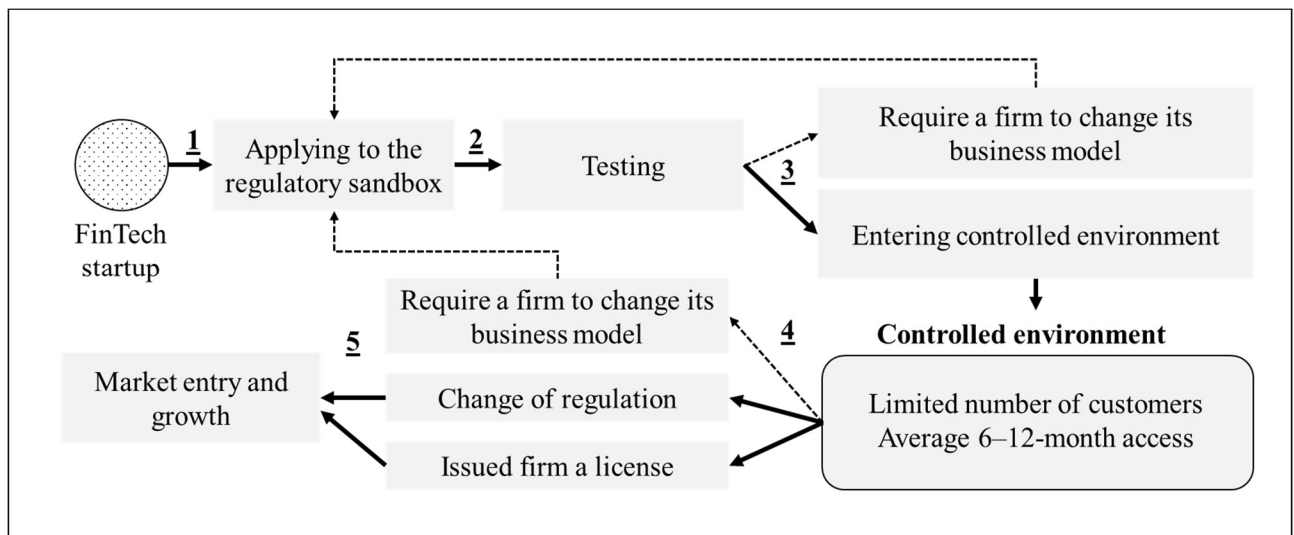 1
2
3
Applying to the
regulatory sandbox
Testing
Require a firm to change its
business model
Entering controlled environment
FinTech
startup
Controlled environment
Limited number of customers
Average 6–12-month access
4
Require a firm to change its
business model
Change of regulation
Issued firm a license
5
Market entry and
growth